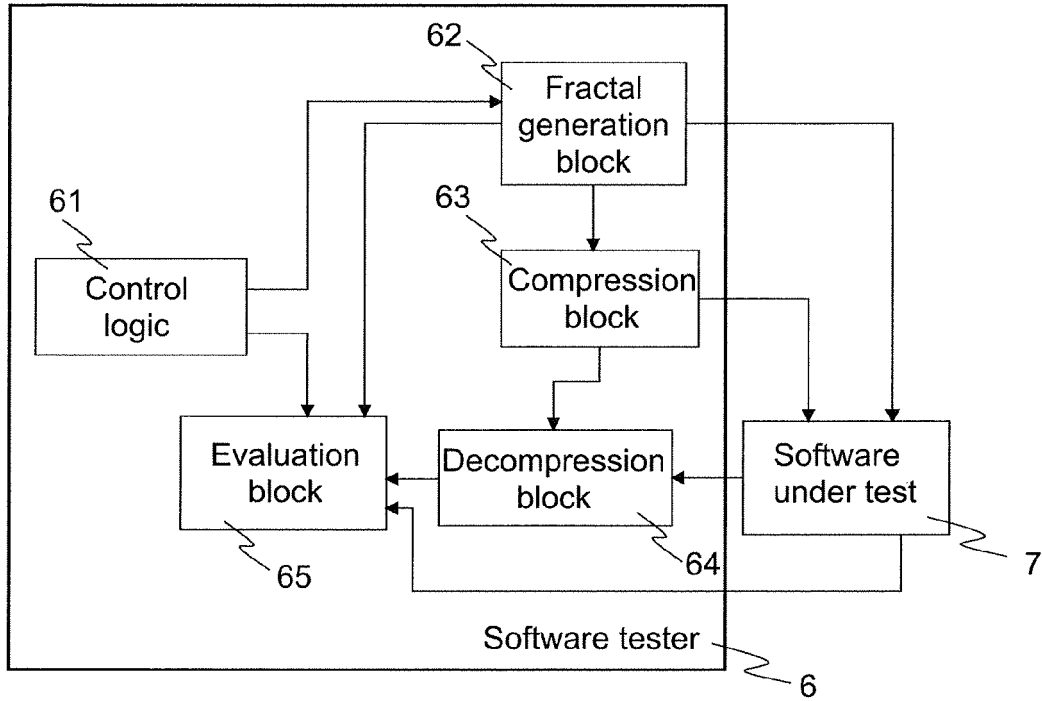 62
Fractal
generation
block
63
61
Control
logic
Compression
block
Evaluation
block
Decompression
block
Software
under test
65
64
7
Software tester
6